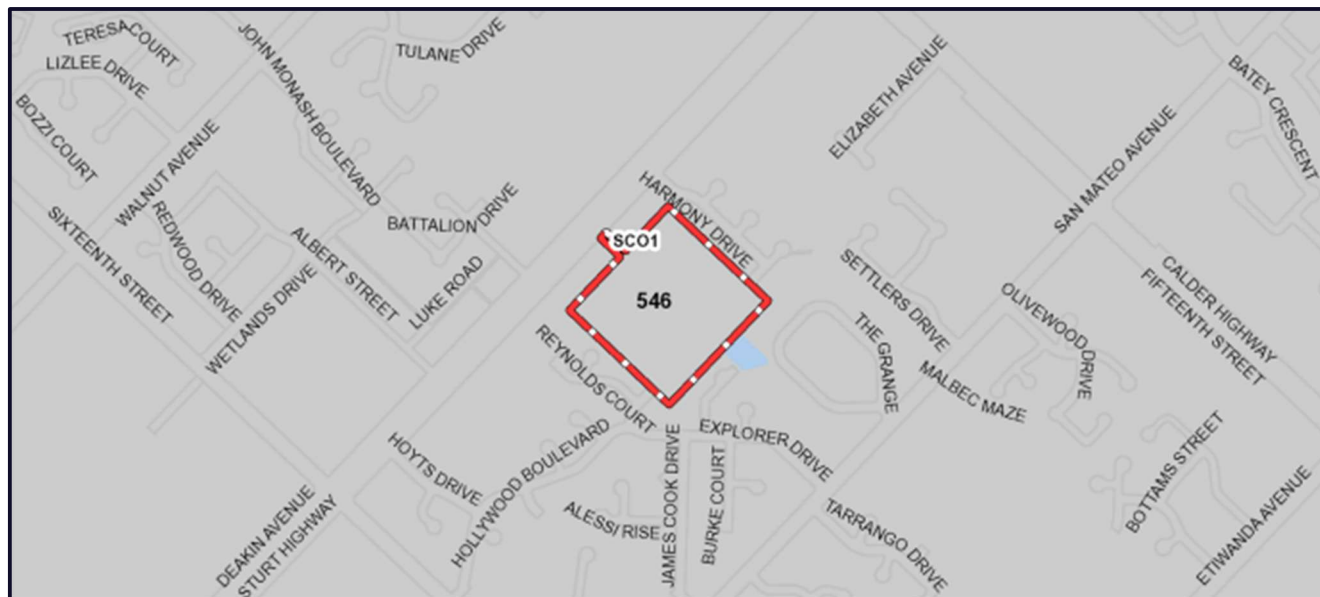 TERESA COURT
LIZLEE DRIVE
BOZZI COURT
JOHN MONASH BOULEVARD
TULANE DRIVE
ELIZABETH AVENUE
BATEY CRESCENT
WALNUT AVENUE
SAN MATEO AVENUE
SIXTEENTH STREET
REDWOOD DRIVE
ALBERT STREET
BATTALION DRIVE
HARMONY DRIVE
SCO1
546
WETLANDS DRIVE
LUKE ROAD
SETTLERS DRIVE
CALDER HIGHWAY
FIFTEENTH STREET
OLIVEWOOD DRIVE
THE GRANGE
REYNOLDS COURT
MALBEC MAZE
HOYTS DRIVE
HOLLYWOOD BOULEVARD
EXPLORER DRIVE
JAMES COOK DRIVE
BURKE COURT
ALESSI RISE
BOTTAMS STREET
ETIWANDA AVENUE
DEAKIN AVENUE
STURT HIGHWAY
TARRANGO DRIVE